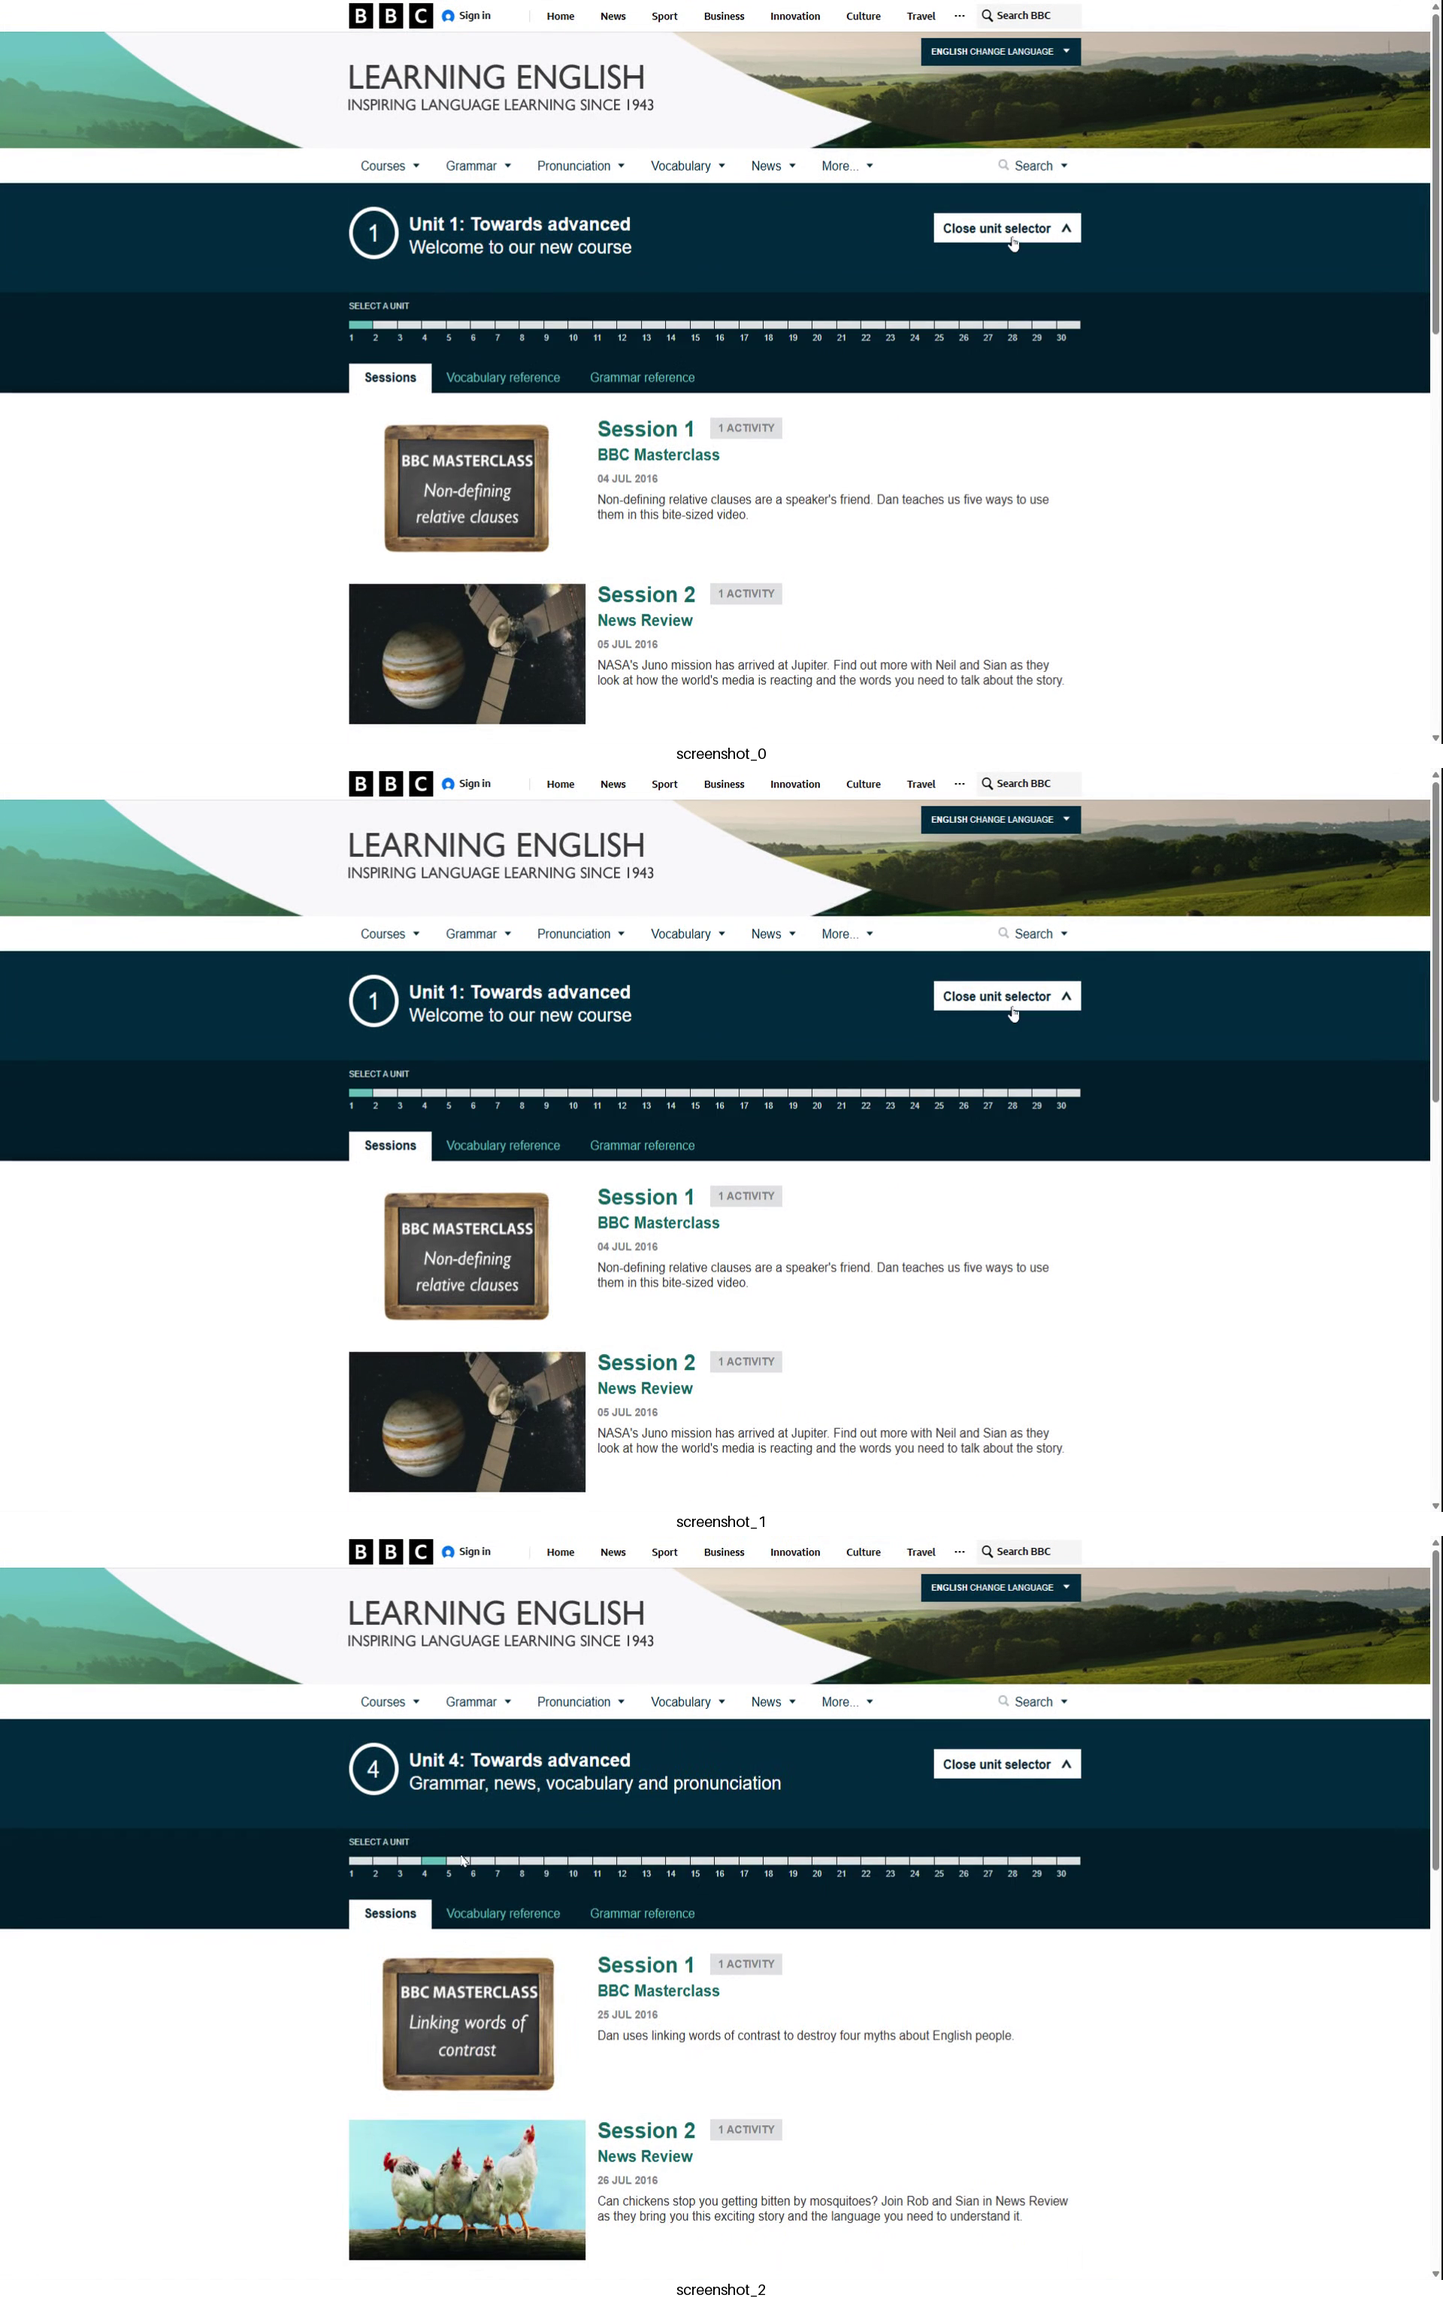 BBC Sign in Home News Sport Business Innovation Culture Travel ... Search BBC
ENGLISH CHANGE LANGUAGE
LEARNING ENGLISH
INSPIRING LANGUAGE LEARNING SINCE 1943
Courses Grammar Pronunciation Vocabulary News More... Search
1 Unit 1: Towards advanced
Welcome to our new course
Close unit selector
SELECT A UNIT
1 2 3 4 5 6 7 8 9 10 11 12 13 14 15 16 17 18 19 20 21 22 23 24 25 26 27 28 29 30
Sessions Vocabulary reference Grammar reference
BBC MASTERCLASS
Non-defining
relative clauses
Session 1 1 ACTIVITY
BBC Masterclass
04 JUL 2016
Non-defining relative clauses are a speaker's friend. Dan teaches us five ways to use
them in this bite-sized video.
Session 2 1 ACTIVITY
News Review
05 JUL 2016
NASA's Juno mission has arrived at Jupiter. Find out more with Neil and Sian as they
look at how the world's media is reacting and the words you need to talk about the story.
screenshot_0
BBC Sign in Home News Sport Business Innovation Culture Travel ... Search BBC
ENGLISH CHANGE LANGUAGE
LEARNING ENGLISH
INSPIRING LANGUAGE LEARNING SINCE 1943
Courses Grammar Pronunciation Vocabulary News More... Search
1 Unit 1: Towards advanced
Welcome to our new course
Close unit selector
SELECT A UNIT
1 2 3 4 5 6 7 8 9 10 11 12 13 14 15 16 17 18 19 20 21 22 23 24 25 26 27 28 29 30
Sessions Vocabulary reference Grammar reference
BBC MASTERCLASS
Non-defining
relative clauses
Session 1 1 ACTIVITY
BBC Masterclass
04 JUL 2016
Non-defining relative clauses are a speaker's friend. Dan teaches us five ways to use
them in this bite-sized video.
Session 2 1 ACTIVITY
News Review
05 JUL 2016
NASA's Juno mission has arrived at Jupiter. Find out more with Neil and Sian as they
look at how the world's media is reacting and the words you need to talk about the story.
screenshot_1
BBC Sign in Home News Sport Business Innovation Culture Travel ... Search BBC
ENGLISH CHANGE LANGUAGE
LEARNING ENGLISH
INSPIRING LANGUAGE LEARNING SINCE 1943
Courses Grammar Pronunciation Vocabulary News More... Search
4 Unit 4: Towards advanced
Grammar, news, vocabulary and pronunciation
Close unit selector
SELECT A UNIT
1 2 3 4 5 6 7 8 9 10 11 12 13 14 15 16 17 18 19 20 21 22 23 24 25 26 27 28 29 30
Sessions Vocabulary reference Grammar reference
BBC MASTERCLASS
Linking words of
contrast
Session 1 1 ACTIVITY
BBC Masterclass
25 JUL 2016
Dan uses linking words of contrast to destroy four myths about English people.
Session 2 1 ACTIVITY
News Review
26 JUL 2016
Can chickens stop you getting bitten by mosquitoes? Join Rob and Sian in News Review
as they bring you this exciting story and the language you need to understand it.
screenshot_2